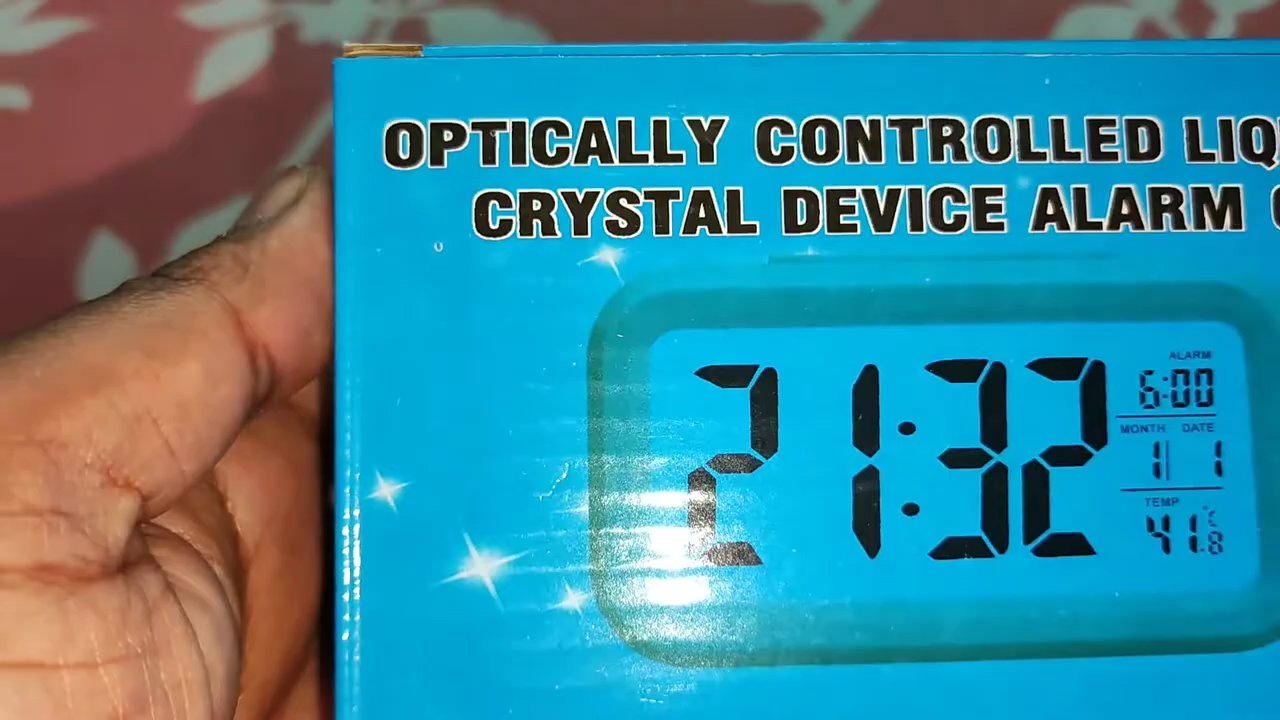 OPTICALLY CONTROLLED LIQ
CRYSTAL DEVICE ALARM
21:32
ALARM
6:00
MONTH DATE
1 1
TEMP
41.8 °C